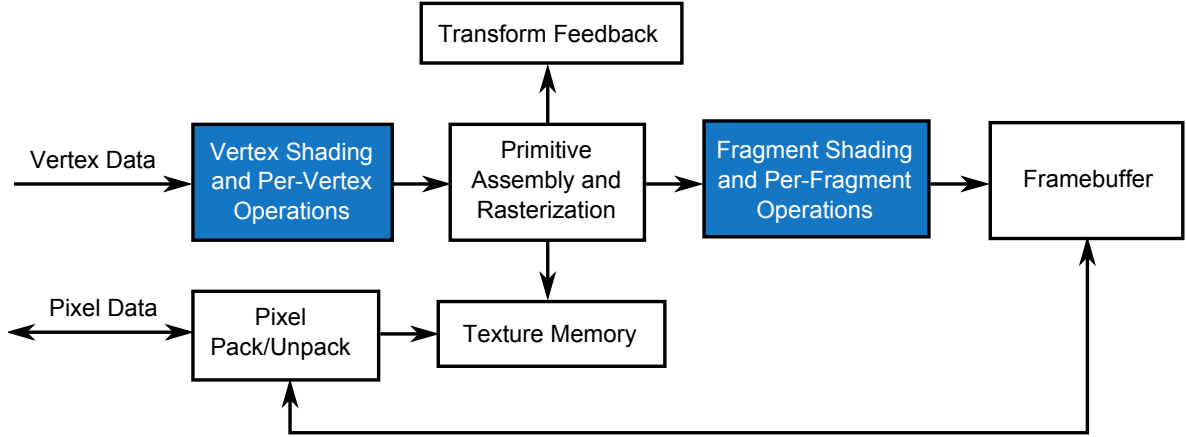 Transform Feedback
Vertex Data
Vertex Shading
and Per-Vertex
Operations
Primitive
Assembly and
Rasterization
Fragment Shading
and Per-Fragment
Operations
Framebuffer
Pixel Data
Pixel
Pack/Unpack
Texture Memory